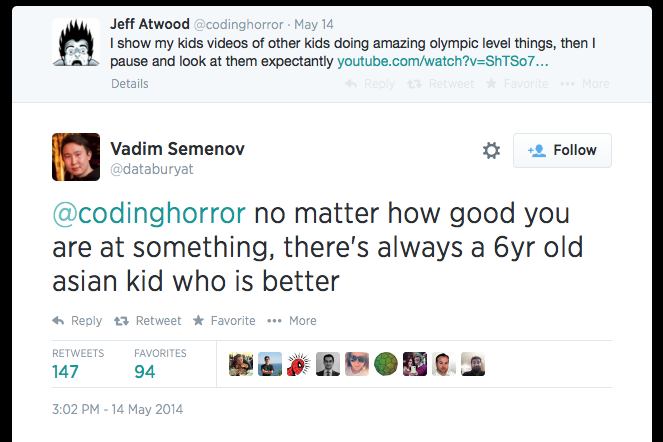 Jeff Atwood @codinghorror · May 14
I show my kids videos of other kids doing amazing olympic level things, then I
pause and look at them expectantly youtube.com/watch?v=ShTSo7…
Details Reply Retweet Favorite ••• More
Vadim Semenov
@databuryat
Follow
@codinghorror no matter how good you
are at something, there's always a 6yr old
asian kid who is better
Reply Retweet Favorite ••• More
RETWEETS FAVORITES
147 94
3:02 PM - 14 May 2014